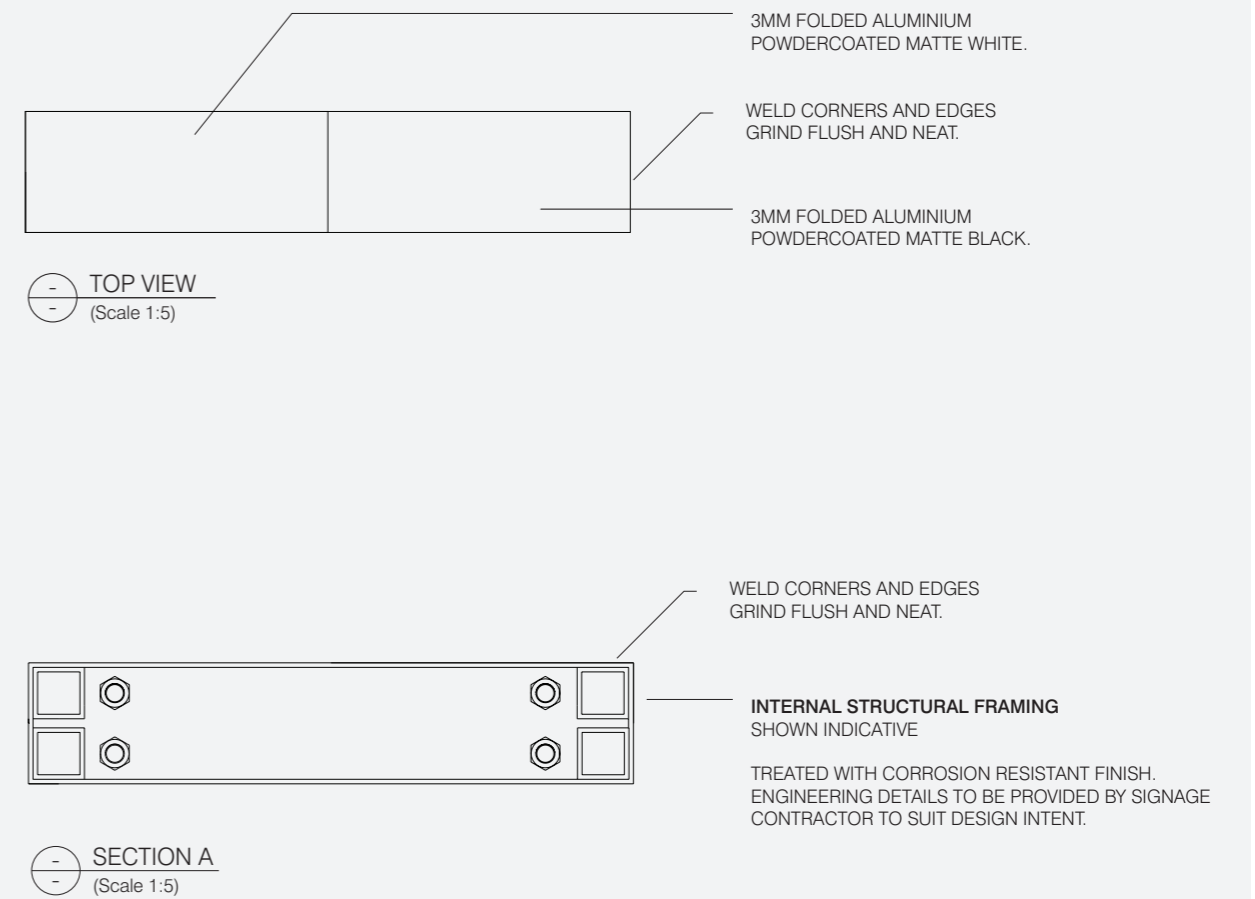 3MM FOLDED ALUMINIUM
POWDERCOATED MATTE WHITE.
WELD CORNERS AND EDGES
GRIND FLUSH AND NEAT.
3MM FOLDED ALUMINIUM
POWDERCOATED MATTE BLACK.
-
-
TOP VIEW
(Scale 1:5)
WELD CORNERS AND EDGES
GRIND FLUSH AND NEAT.
INTERNAL STRUCTURAL FRAMING
SHOWN INDICATIVE
TREATED WITH CORROSION RESISTANT FINISH.
ENGINEERING DETAILS TO BE PROVIDED BY SIGNAGE
CONTRACTOR TO SUIT DESIGN INTENT.
-
-
SECTION A
(Scale 1:5)